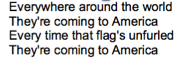 Everywhere around the world
They're coming to America
Every time that flag's unfurled
They're coming to America